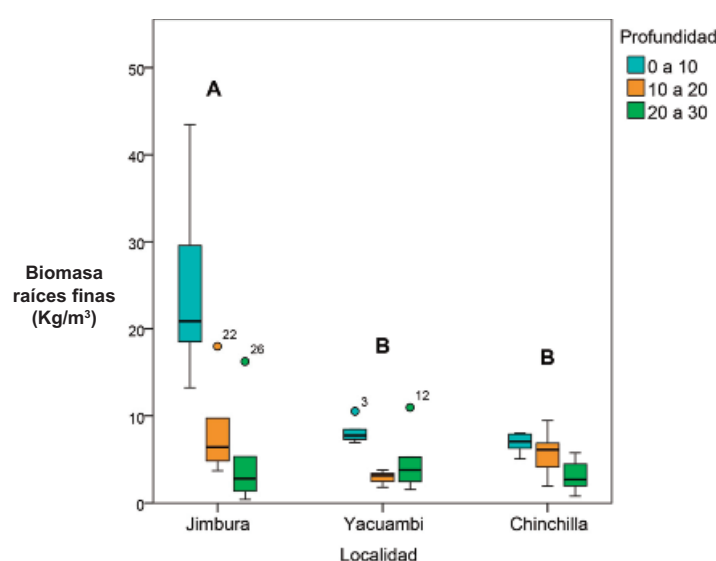 Profundidad
0 a 10
10 a 20
20 a 30
50
40
30
20
10
0
A
B
B
22
26
3
12
Biomasa
raíces finas
(Kg/m³)
Jimbura
Yacuambi
Chinchilla
Localidad